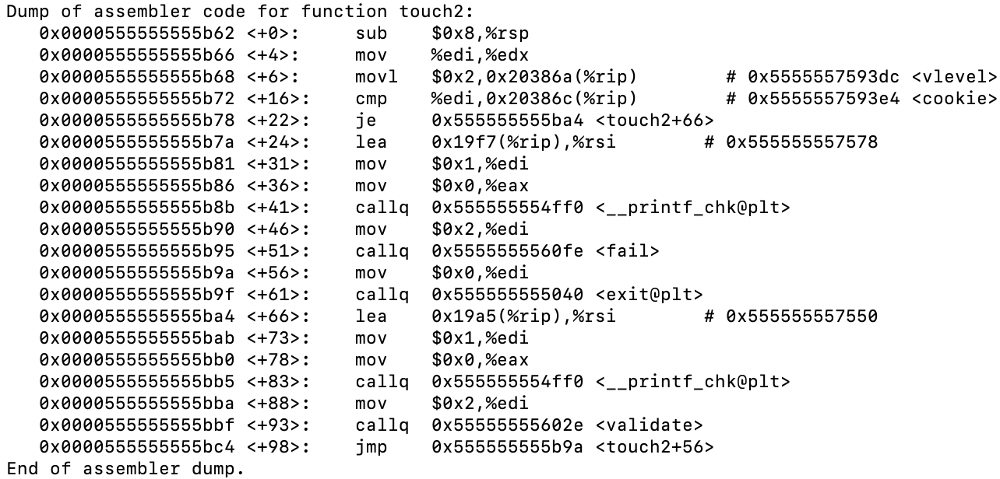 Dump of assembler code for function touch2:
   0x0000555555555b62 <+0>:     sub    $0x8,%rsp
   0x0000555555555b66 <+4>:     mov    %edi,%edx
   0x0000555555555b68 <+6>:     movl   $0x2,0x20386a(%rip)        # 0x5555557593dc <vlevel>
   0x0000555555555b72 <+16>:    cmp    %edi,0x20386c(%rip)        # 0x5555557593e4 <cookie>
   0x0000555555555b78 <+22>:    je     0x555555555ba4 <touch2+66>
   0x0000555555555b7a <+24>:    lea    0x19f7(%rip),%rsi        # 0x555555557578
   0x0000555555555b81 <+31>:    mov    $0x1,%edi
   0x0000555555555b86 <+36>:    mov    $0x0,%eax
   0x0000555555555b8b <+41>:    callq  0x555555554ff0 <__printf_chk@plt>
   0x0000555555555b90 <+46>:    mov    $0x2,%edi
   0x0000555555555b95 <+51>:    callq  0x5555555560fe <fail>
   0x0000555555555b9a <+56>:    mov    $0x0,%edi
   0x0000555555555b9f <+61>:    callq  0x555555555040 <exit@plt>
   0x0000555555555ba4 <+66>:    lea    0x19a5(%rip),%rsi        # 0x555555557550
   0x0000555555555bab <+73>:    mov    $0x1,%edi
   0x0000555555555bb0 <+78>:    mov    $0x0,%eax
   0x0000555555555bb5 <+83>:    callq  0x555555554ff0 <__printf_chk@plt>
   0x0000555555555bba <+88>:    mov    $0x2,%edi
   0x0000555555555bbf <+93>:    callq  0x55555555602e <validate>
   0x0000555555555bc4 <+98>:    jmp    0x555555555b9a <touch2+56>
End of assembler dump.